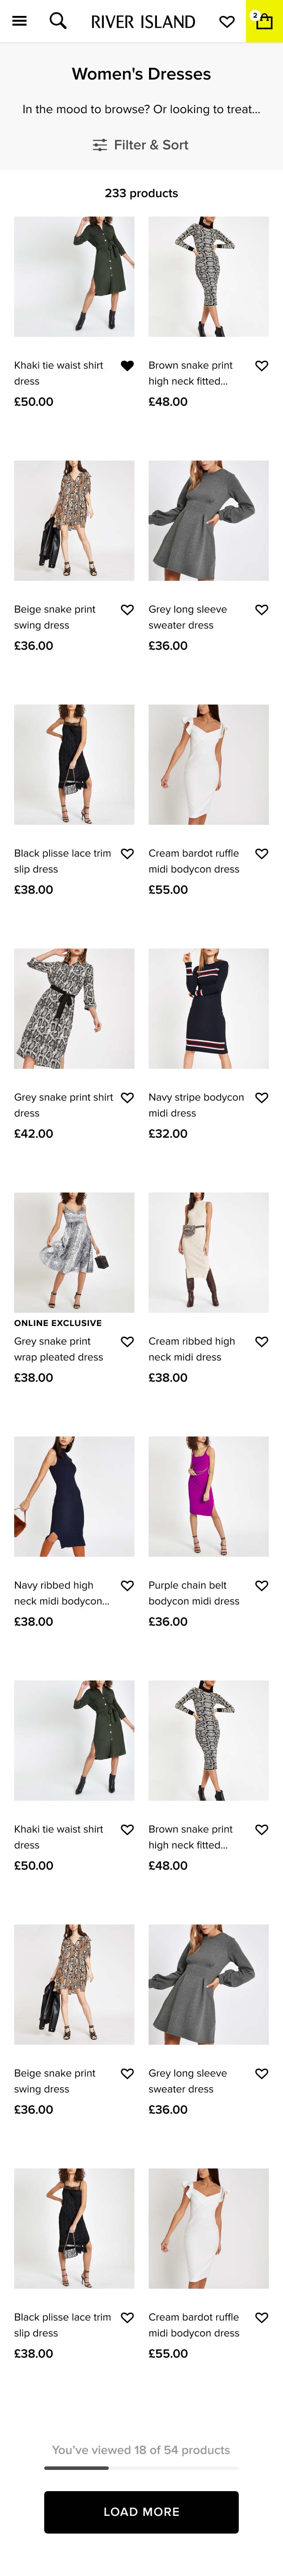 RIVER ISLAND
2
Women's Dresses
In the mood to browse? Or looking to treat...
Filter & Sort
233 products
Khaki tie waist shirt
dress
£50.00
Brown snake print
high neck fitted...
£48.00
Beige snake print
swing dress
£36.00
Grey long sleeve
sweater dress
£36.00
Black plisse lace trim
slip dress
£38.00
Cream bardot ruffle
midi bodycon dress
£55.00
Grey snake print shirt
dress
£42.00
Navy stripe bodycon
midi dress
£32.00
ONLINE EXCLUSIVE
Grey snake print
wrap pleated dress
£38.00
Cream ribbed high
neck midi dress
£38.00
Navy ribbed high
neck midi bodycon...
£38.00
Purple chain belt
bodycon midi dress
£36.00
Khaki tie waist shirt
dress
£50.00
Brown snake print
high neck fitted...
£48.00
Beige snake print
swing dress
£36.00
Grey long sleeve
sweater dress
£36.00
Black plisse lace trim
slip dress
£38.00
Cream bardot ruffle
midi bodycon dress
£55.00
You've viewed 18 of 54 products
LOAD MORE